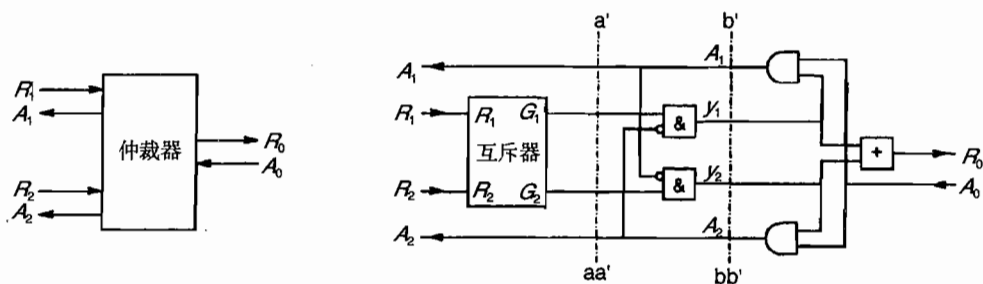 R₁
A₁
R₂
A₂
仲裁器
R₀
A₀
a'
b'
A₁
A₁
R₁
R₁
G₁
&
y₁
互斥器
+
R₀
R₂
R₂
G₂
&
y₂
A₀
A₂
A₂
aa'
bb'